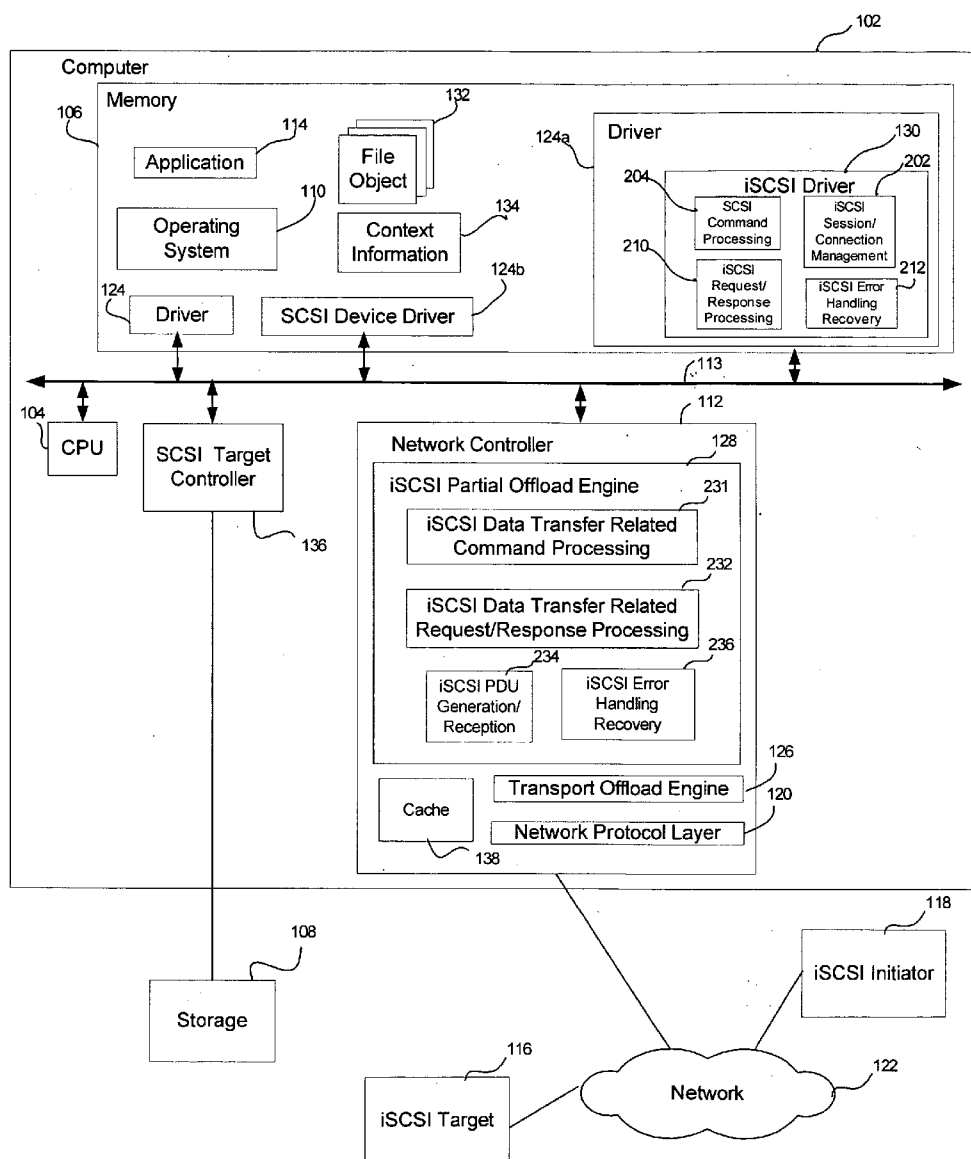 102
Computer
Memory
106
114
Application
132
File
Object
110
Operating
System
134
Context
Information
124
Driver
124b
SCSI Device Driver
124a
Driver
130
202
iSCSI Driver
204
SCSI
Command
Processing
iSCSI
Session/
Connection
Management
210
iSCSI
Request/
Response
Processing
212
iSCSI Error
Handling
Recovery
113
104
CPU
SCSI Target
Controller
136
112
Network Controller
128
iSCSI Partial Offload Engine
231
iSCSI Data Transfer Related
Command Processing
232
iSCSI Data Transfer Related
Request/Response Processing
234
iSCSI PDU
Generation/
Reception
236
iSCSI Error
Handling
Recovery
126
Transport Offload Engine
120
Cache
138
Network Protocol Layer
108
Storage
118
iSCSI Initiator
116
iSCSI Target
Network
122